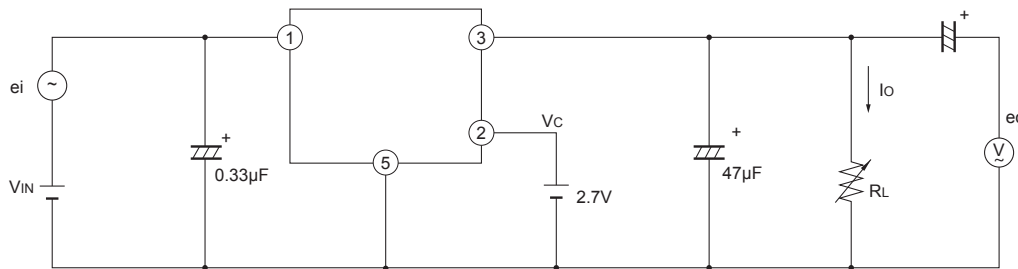 1
3
+
ei
~
Io
Vc
2
+
+
eo
0.33μF
5
V
~
VIN
47μF
RL
2.7V